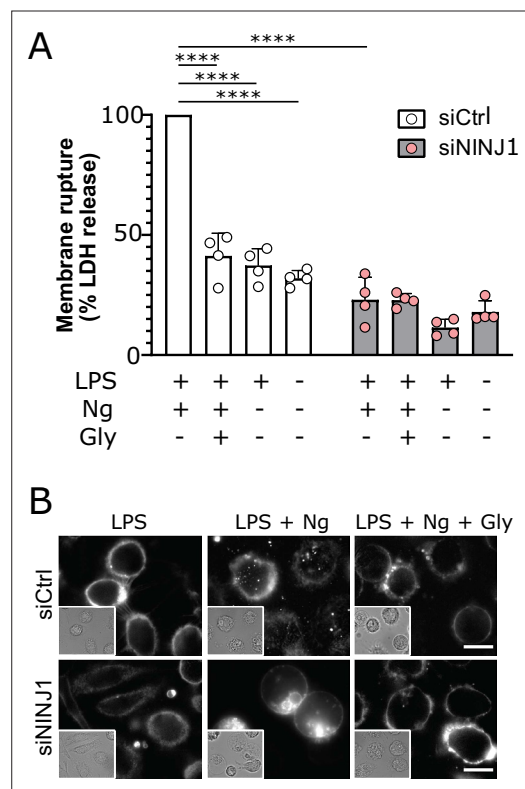 A
****
****
****
****
siCtrl
siNINJ1
Membrane rupture
(% LDH release)
100
50
0
LPS + + + - + + + -
Ng + + - - + + - -
Gly - + - - - + - -
B
LPS LPS + Ng LPS + Ng + Gly
siCtrl
siNINJ1